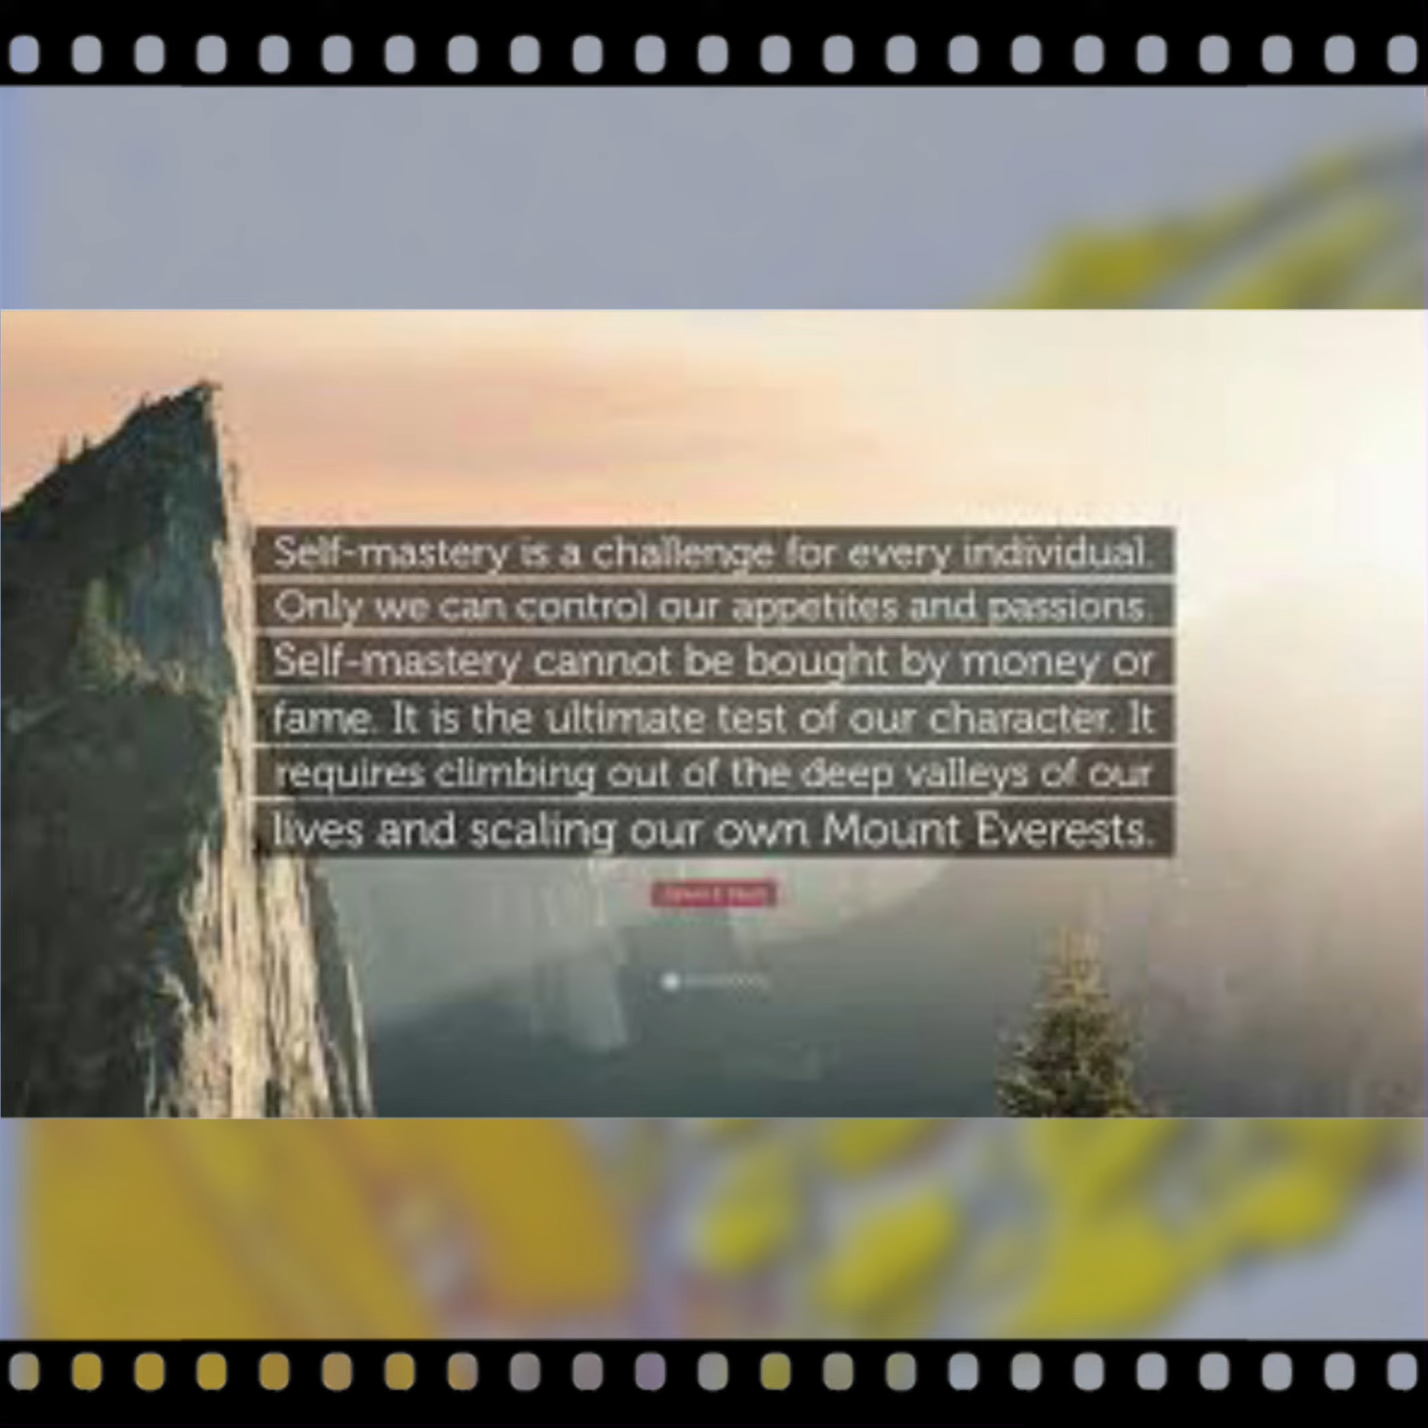 Self-mastery is a challenge for every individual.
Only we can control our appetites and passions.
Self-mastery cannot be bought by money or
fame. It is the ultimate test of our character. It
requires climbing out of the deep valleys of our
lives and scaling our own Mount Everests.